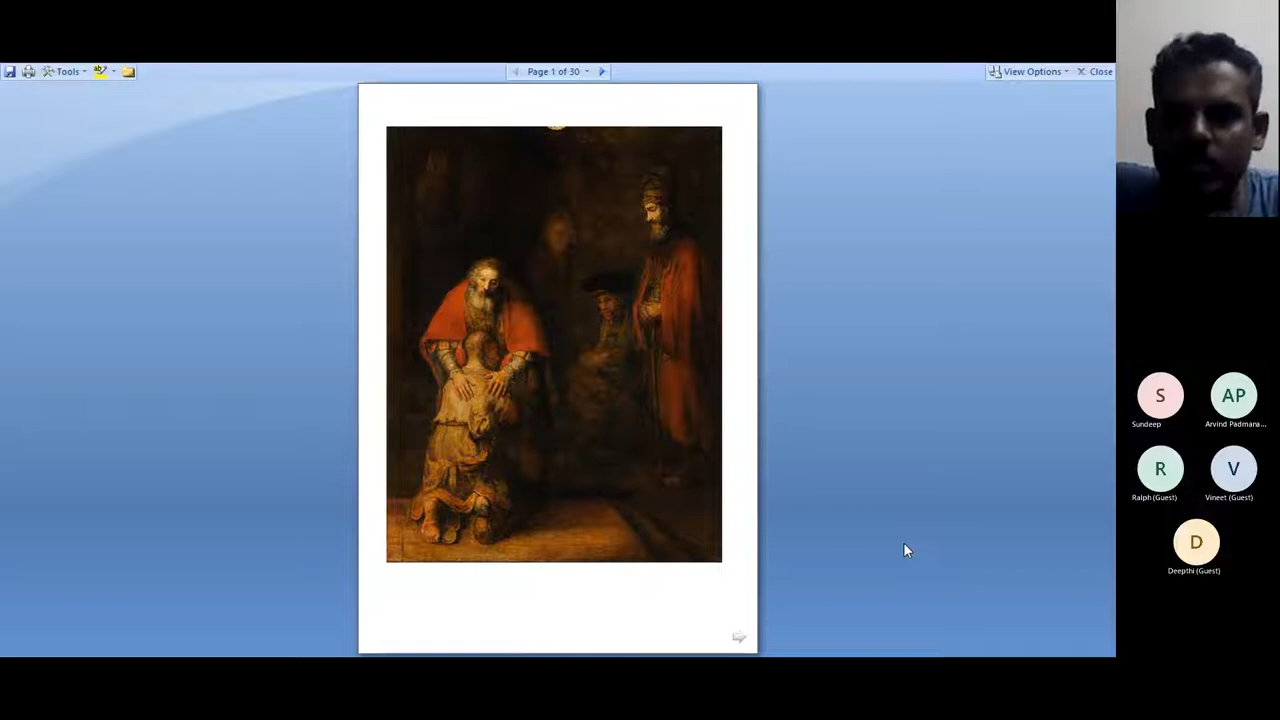 Tools
Page 1 of 30
View Options
Close
S
AP
Sundeep
Arvind Padmana...
R
V
Ralph (Guest)
Vineet (Guest)
D
Deepthi (Guest)